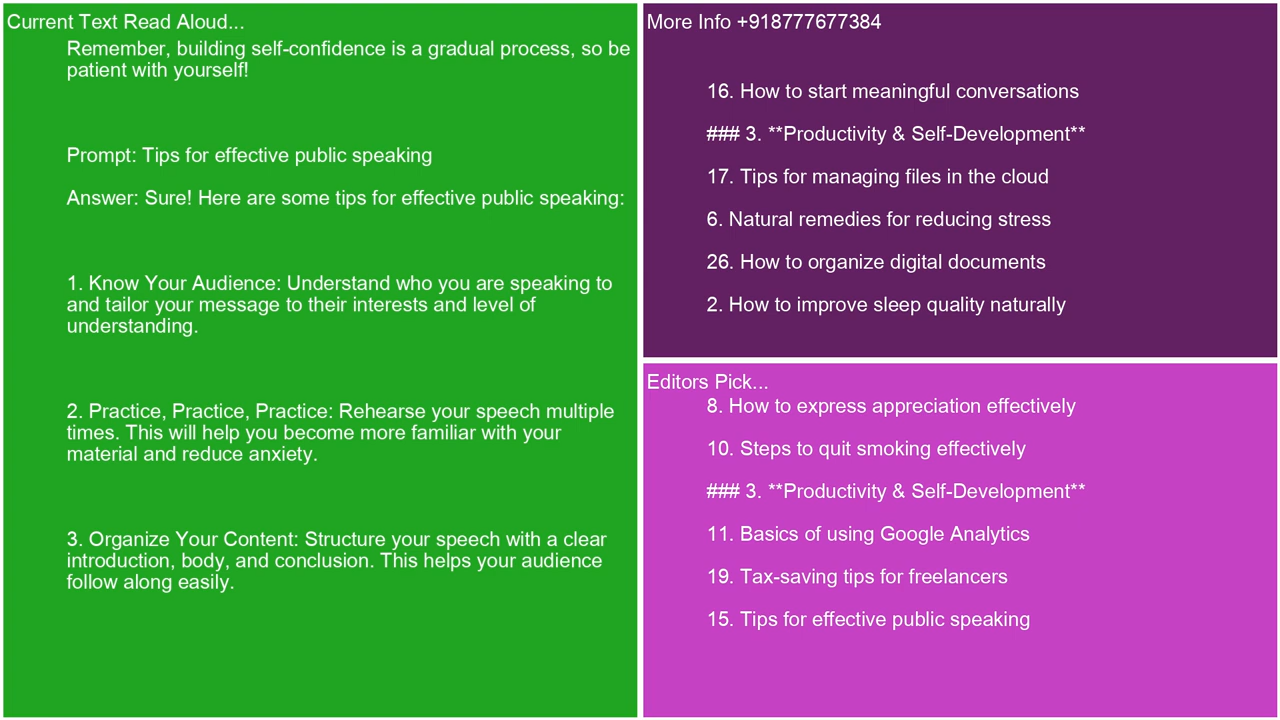 Current Text Read Aloud...
Remember, building self-confidence is a gradual process, so be
patient with yourself!
Prompt: Tips for effective public speaking
Answer: Sure! Here are some tips for effective public speaking:
1. Know Your Audience: Understand who you are speaking to
and tailor your message to their interests and level of
understanding.
2. Practice, Practice, Practice: Rehearse your speech multiple
times. This will help you become more familiar with your
material and reduce anxiety.
3. Organize Your Content: Structure your speech with a clear
introduction, body, and conclusion. This helps your audience
follow along easily.
More Info +918777677384
16. How to start meaningful conversations
### 3. **Productivity & Self-Development**
17. Tips for managing files in the cloud
6. Natural remedies for reducing stress
26. How to organize digital documents
2. How to improve sleep quality naturally
Editors Pick...
8. How to express appreciation effectively
10. Steps to quit smoking effectively
### 3. **Productivity & Self-Development**
11. Basics of using Google Analytics
19. Tax-saving tips for freelancers
15. Tips for effective public speaking